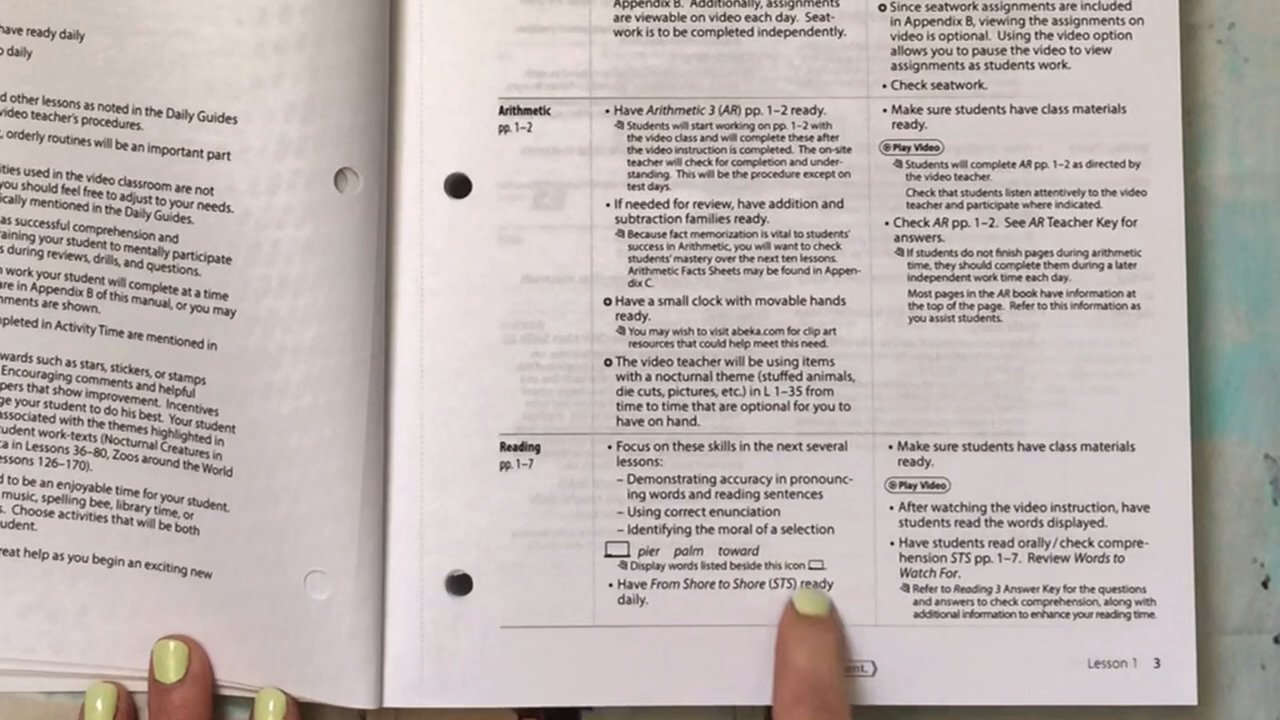 have ready daily
o daily
d other lessons as noted in the Daily Guides
video teacher's procedures.
, orderly routines will be an important part
ities used in the video classroom are not
you should feel free to adjust to your needs.
ically mentioned in the Daily Guides.
as successful comprehension and
raining your student to mentally participate
s during reviews, drills, and questions.
n work your student will complete at a time
are in Appendix B of this manual, or you may
nments are shown.
mpleted in Activity Time are mentioned in
wards such as stars, stickers, or stamps
Encouraging comments and helpful
pers that show improvement. Incentives
ge your student to do his best. Your student
associated with the themes highlighted in
tudent work-texts (Nocturnal Creatures in
ca in Lessons 36–80, Zoos around the World
essons 126–170).
d to be an enjoyable time for your student.
music, spelling bee, library time, or
s. Choose activities that will be both
udent.
reat help as you begin an exciting new
Appendix B. Additionally, assignments
are viewable on video each day. Seat-
work is to be completed independently.
Since seatwork assignments are included
in Appendix B, viewing the assignments on
video is optional. Using the video option
allows you to pause the video to view
assignments as students work.
• Check seatwork.
Arithmetic
pp. 1–2
• Have Arithmetic 3 (AR) pp. 1–2 ready.
Students will start working on pp. 1–2 with
the video class and will complete these after
the video instruction is completed. The on-site
teacher will check for completion and under-
standing. This will be the procedure except on
test days.
• If needed for review, have addition and
subtraction families ready.
Because fact memorization is vital to students'
success in Arithmetic, you will want to check
students' mastery over the next ten lessons.
Arithmetic Facts Sheets may be found in Appen-
dix C.
Have a small clock with movable hands
ready.
You may wish to visit abeka.com for clip art
resources that could help meet this need.
The video teacher will be using items
with a nocturnal theme (stuffed animals,
die cuts, pictures, etc.) in L 1–35 from
time to time that are optional for you to
have on hand.
• Make sure students have class materials
ready.
Play Video
Students will complete AR pp. 1–2 as directed by
the video teacher.
Check that students listen attentively to the video
teacher and participate where indicated.
• Check AR pp. 1–2. See AR Teacher Key for
answers.
If students do not finish pages during arithmetic
time, they should complete them during a later
independent work time each day.
Most pages in the AR book have information at
the top of the page. Refer to this information as
you assist students.
Reading
pp. 1–7
• Focus on these skills in the next several
lessons:
– Demonstrating accuracy in pronounc-
ing words and reading sentences
– Using correct enunciation
– Identifying the moral of a selection
pier palm toward
Display words listed beside this icon
• Have From Shore to Shore (STS) ready
daily.
• Make sure students have class materials
ready.
Play Video
• After watching the video instruction, have
students read the words displayed.
• Have students read orally/check compre-
hension STS pp. 1–7. Review Words to
Watch For.
Refer to Reading 3 Answer Key for the questions
and answers to check comprehension, along with
additional information to enhance your reading time.
Lesson 1 3